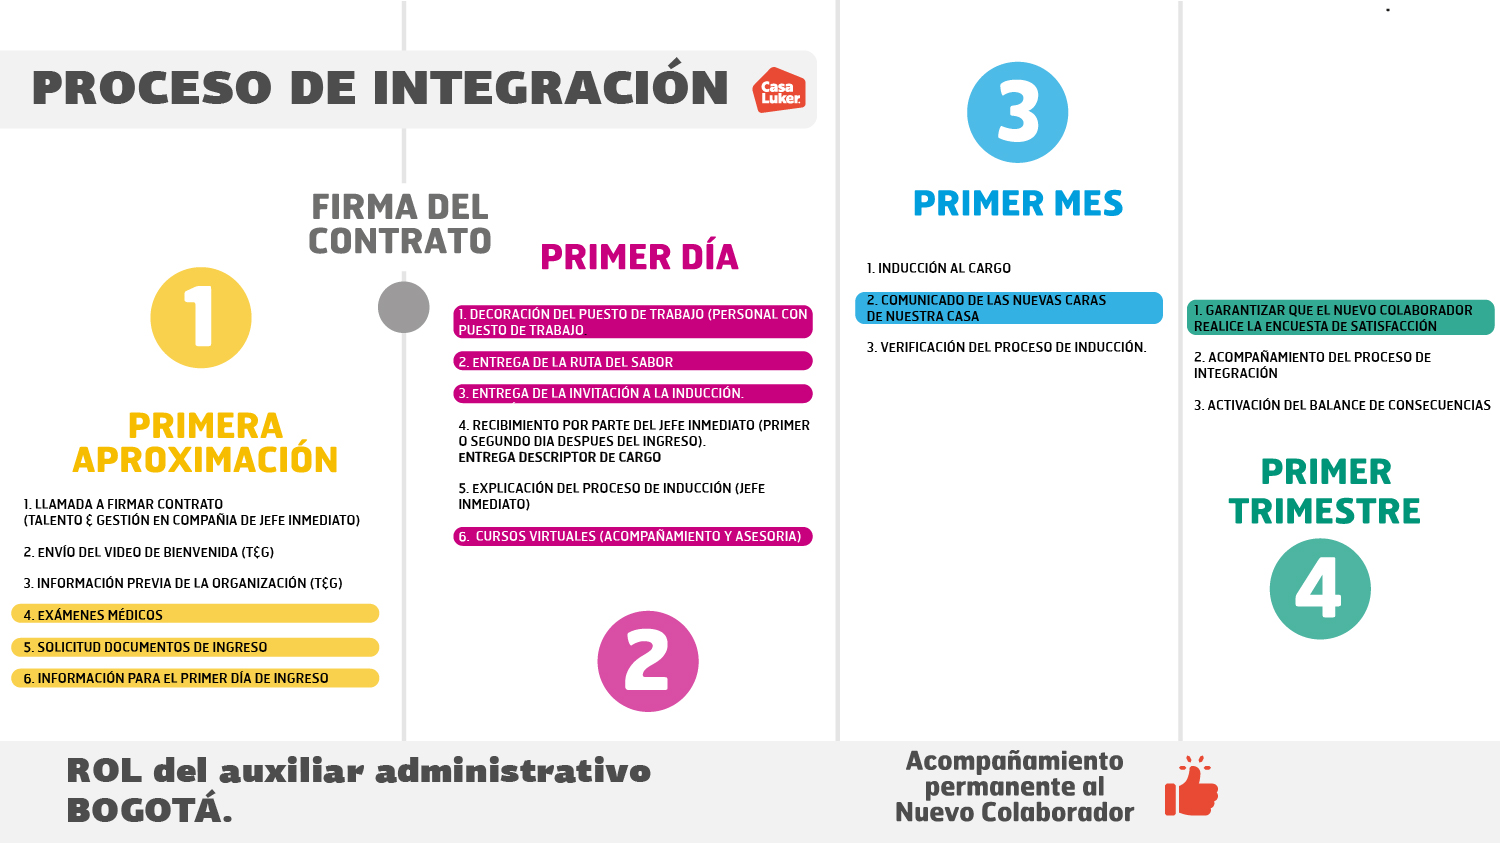 PROCESO DE INTEGRACIÓN
Casa
Luker.
FIRMA DEL
CONTRATO
1
PRIMERA
APROXIMACIÓN
1. LLAMADA A FIRMAR CONTRATO
(TALENTO & GESTIÓN EN COMPAÑIA DE JEFE INMEDIATO)
2. ENVÍO DEL VIDEO DE BIENVENIDA (T&G)
3. INFORMACIÓN PREVIA DE LA ORGANIZACIÓN (T&G)
4. EXÁMENES MÉDICOS
5. SOLICITUD DOCUMENTOS DE INGRESO
6. INFORMACIÓN PARA EL PRIMER DÍA DE INGRESO
PRIMER DÍA
1. DECORACIÓN DEL PUESTO DE TRABAJO (PERSONAL CON
PUESTO DE TRABAJO
2. ENTREGA DE LA RUTA DEL SABOR
3. ENTREGA DE LA INVITACIÓN A LA INDUCCIÓN.
4. RECIBIMIENTO POR PARTE DEL JEFE INMEDIATO (PRIMER
O SEGUNDO DIA DESPUES DEL INGRESO).
ENTREGA DESCRIPTOR DE CARGO
5. EXPLICACIÓN DEL PROCESO DE INDUCCIÓN (JEFE
INMEDIATO)
6. CURSOS VIRTUALES (ACOMPAÑAMIENTO Y ASESORIA)
2
3
PRIMER MES
1. INDUCCIÓN AL CARGO
2. COMUNICADO DE LAS NUEVAS CARAS
DE NUESTRA CASA
3. VERIFICACIÓN DEL PROCESO DE INDUCCIÓN.
1. GARANTIZAR QUE EL NUEVO COLABORADOR
REALICE LA ENCUESTA DE SATISFACCIÓN
2. ACOMPAÑAMIENTO DEL PROCESO DE
INTEGRACIÓN
3. ACTIVACIÓN DEL BALANCE DE CONSECUENCIAS
PRIMER
TRIMESTRE
4
ROL del auxiliar administrativo
BOGOTÁ.
Acompañamiento
permanente al
Nuevo Colaborador